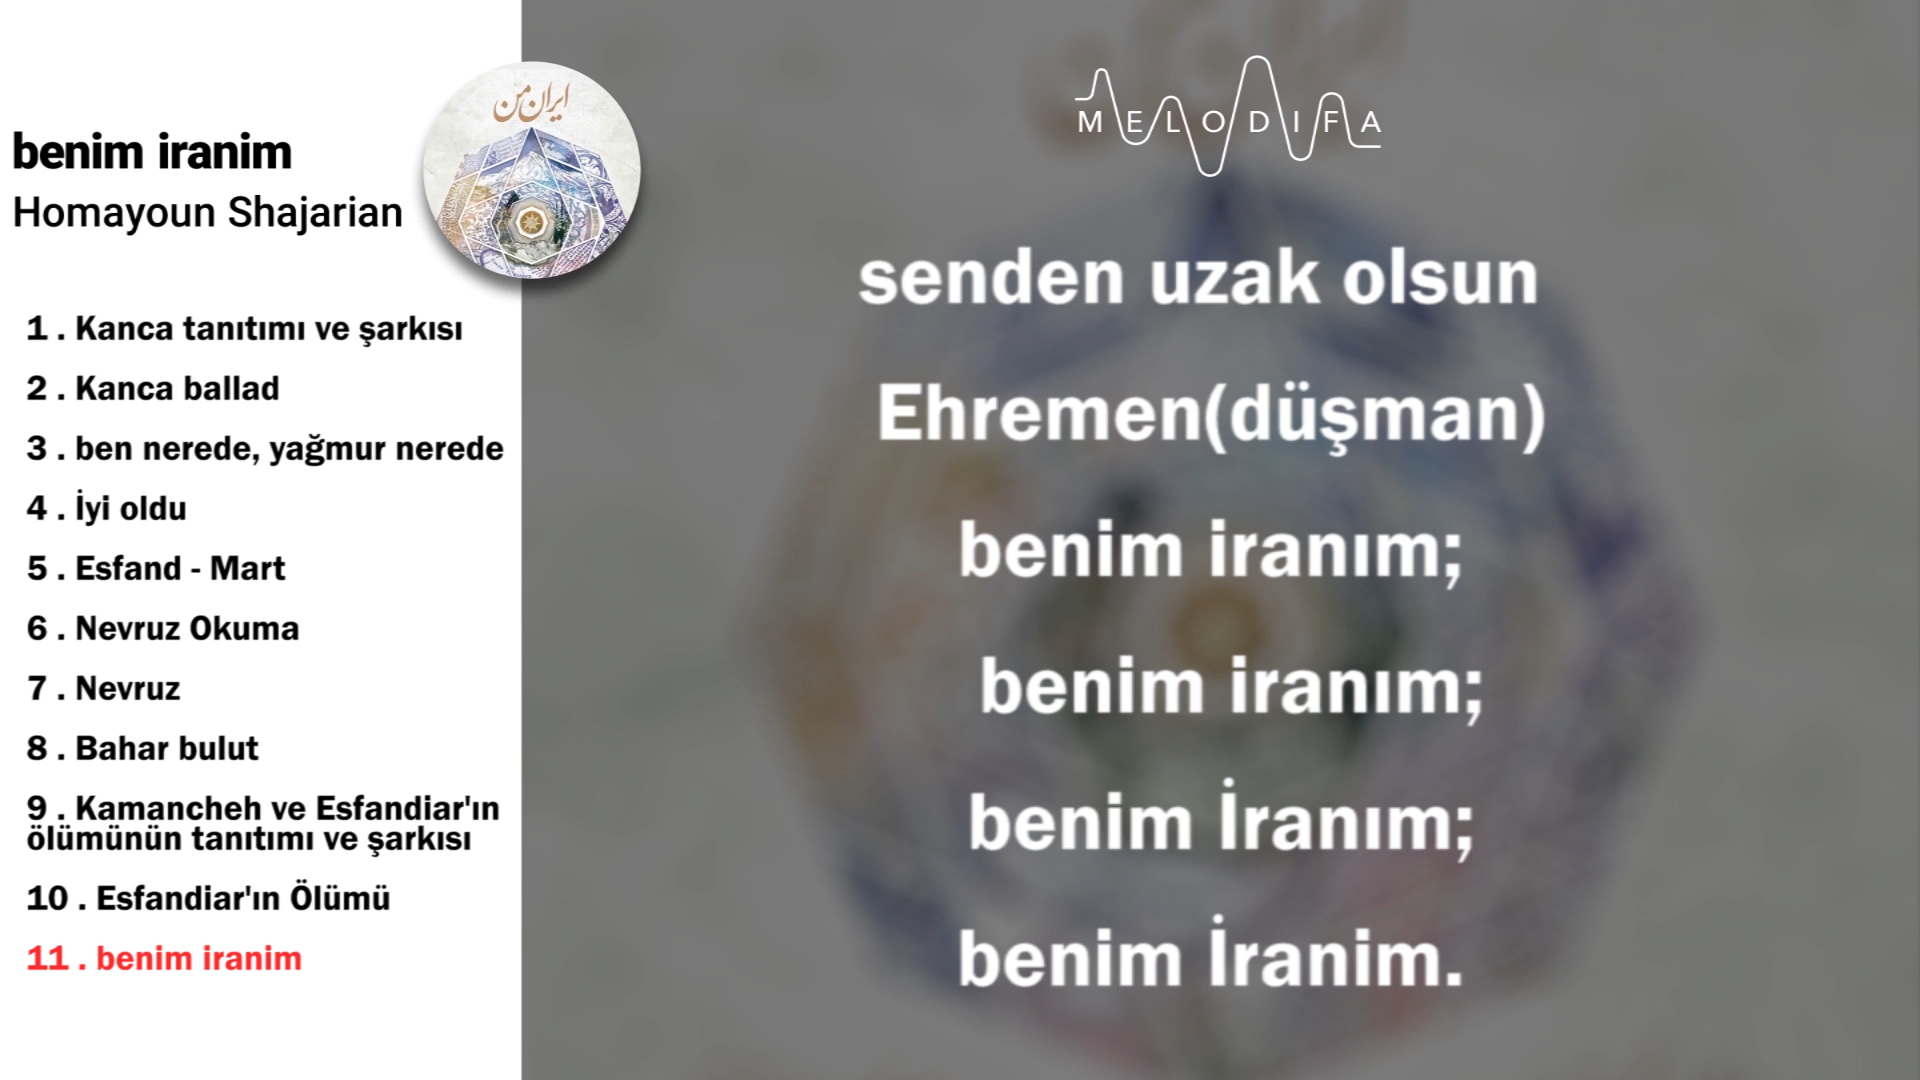 benim iranim
Homayoun Shajarian
ایران من
1 . Kanca tanıtımı ve şarkısı
2 . Kanca ballad
3 . ben nerede, yağmur nerede
4 . İyi oldu
5 . Esfand - Mart
6 . Nevruz Okuma
7 . Nevruz
8 . Bahar bulut
9 . Kamancheh ve Esfandiar'ın
ölümünün tanıtımı ve şarkısı
10 . Esfandiar'ın Ölümü
11 . benim iranim
MELODIFA
senden uzak olsun
Ehremen(düşman)
benim iranım;
benim iranım;
benim İranım;
benim İranim.